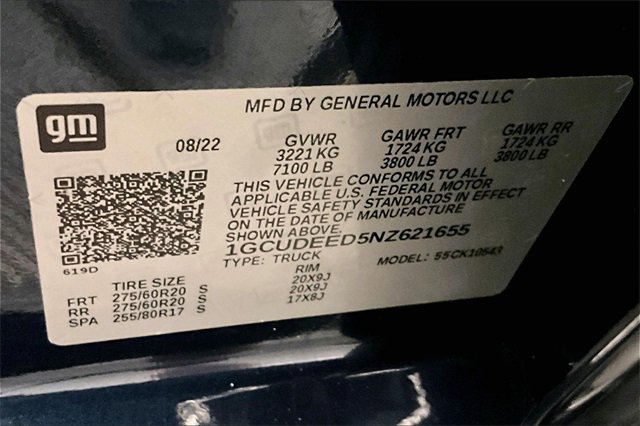 gm
MFD BY GENERAL MOTORS LLC
08/22 GVWR GAWR FRT GAWR RR
3221 KG 1724 KG 1724 KG
7100 LB 3800 LB 3800 LB
THIS VEHICLE CONFORMS TO ALL
APPLICABLE U.S. FEDERAL MOTOR
VEHICLE SAFETY STANDARDS IN EFFECT
ON THE DATE OF MANUFACTURE
SHOWN ABOVE.
1GCUDEED5NZ621655
619D
TYPE: TRUCK MODEL: 55CK10543
TIRE SIZE RIM
FRT 275/60R20 S 20X9J
RR 275/60R20 S 20X9J
SPA 255/80R17 S 17X8J